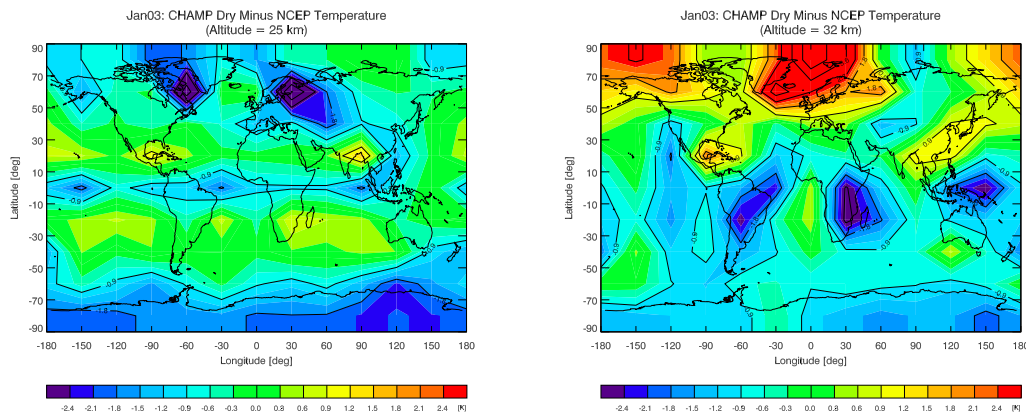 Jan03: CHAMP Dry Minus NCEP Temperature
(Altitude = 25 km)
90
70
50
30
10
-10
-30
-50
-70
-90
Latitude [deg]
-180 -150 -120 -90 -60 -30 0 30 60 90 120 150 180
Longitude [deg]
-2.4 -2.1 -1.8 -1.5 -1.2 -0.9 -0.6 -0.3 0.0 0.3 0.6 0.9 1.2 1.5 1.8 2.1 2.4 [K]
Jan03: CHAMP Dry Minus NCEP Temperature
(Altitude = 32 km)
90
70
50
30
10
-10
-30
-50
-70
-90
-180 -150 -120 -90 -60 -30 0 30 60 90 120 150 180
Longitude [deg]
-2.4 -2.1 -1.8 -1.5 -1.2 -0.9 -0.6 -0.3 0.0 0.3 0.6 0.9 1.2 1.5 1.8 2.1 2.4 [K]